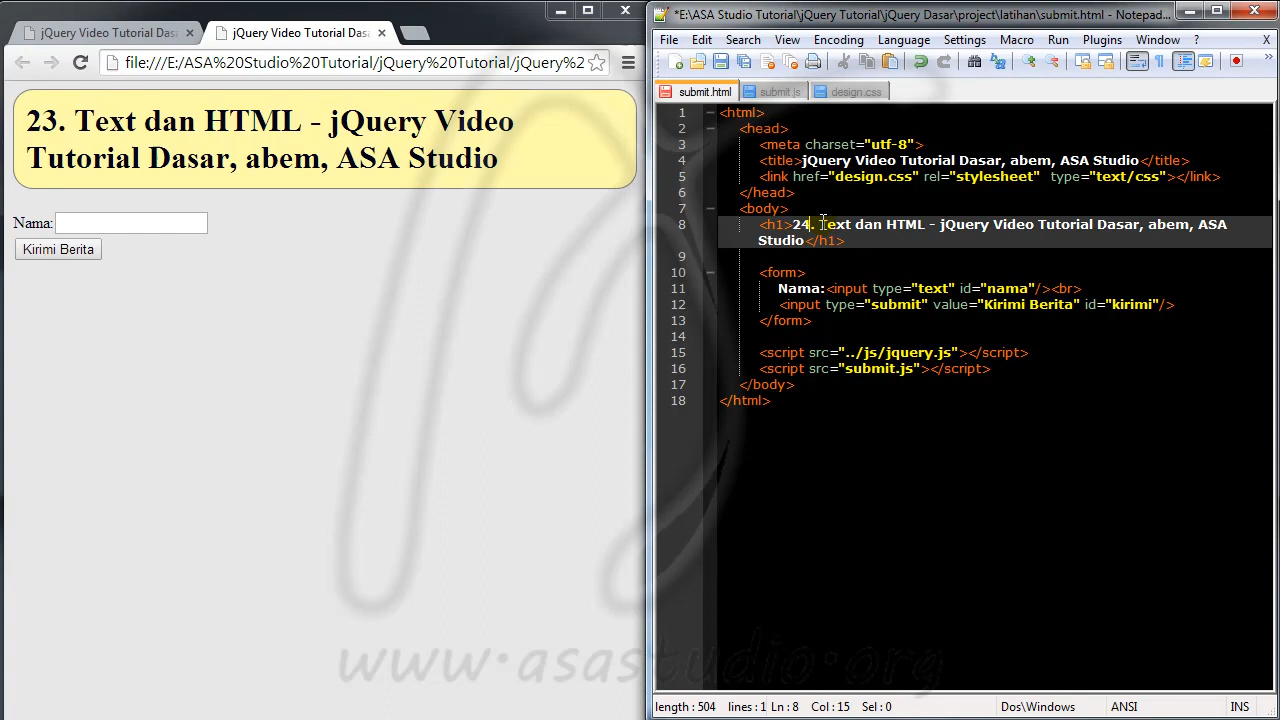 jQuery Video Tutorial Dasa
jQuery Video Tutorial Dasa
file:///E:/ASA%20Studio%20Tutorial/jQuery%20Tutorial/jQuery%2
23. Text dan HTML - jQuery Video
Tutorial Dasar, abem, ASA Studio
Nama:
Kirimi Berita
*E:\ASA Studio Tutorial\jQuery Tutorial\jQuery Dasar\project\latihan\submit.html - Notepad...
File Edit Search View Encoding Language Settings Macro Run Plugins Window ? X
submit.html submit.js design.css
1 <html>
2 <head>
3 <meta charset="utf-8">
4 <title>jQuery Video Tutorial Dasar, abem, ASA Studio</title>
5 <link href="design.css" rel="stylesheet" type="text/css"></link>
6 </head>
7 <body>
8 <h1>24. Text dan HTML - jQuery Video Tutorial Dasar, abem, ASA
Studio</h1>
9
10 <form>
11 Nama:<input type="text" id="nama"/><br>
12 <input type="submit" value="Kirimi Berita" id="kirimi"/>
13 </form>
14
15 <script src="../js/jquery.js"></script>
16 <script src="submit.js"></script>
17 </body>
18 </html>
www.asastudio.org
length : 504 lines : 1 Ln : 8 Col : 15 Sel : 0 Dos\Windows ANSI INS